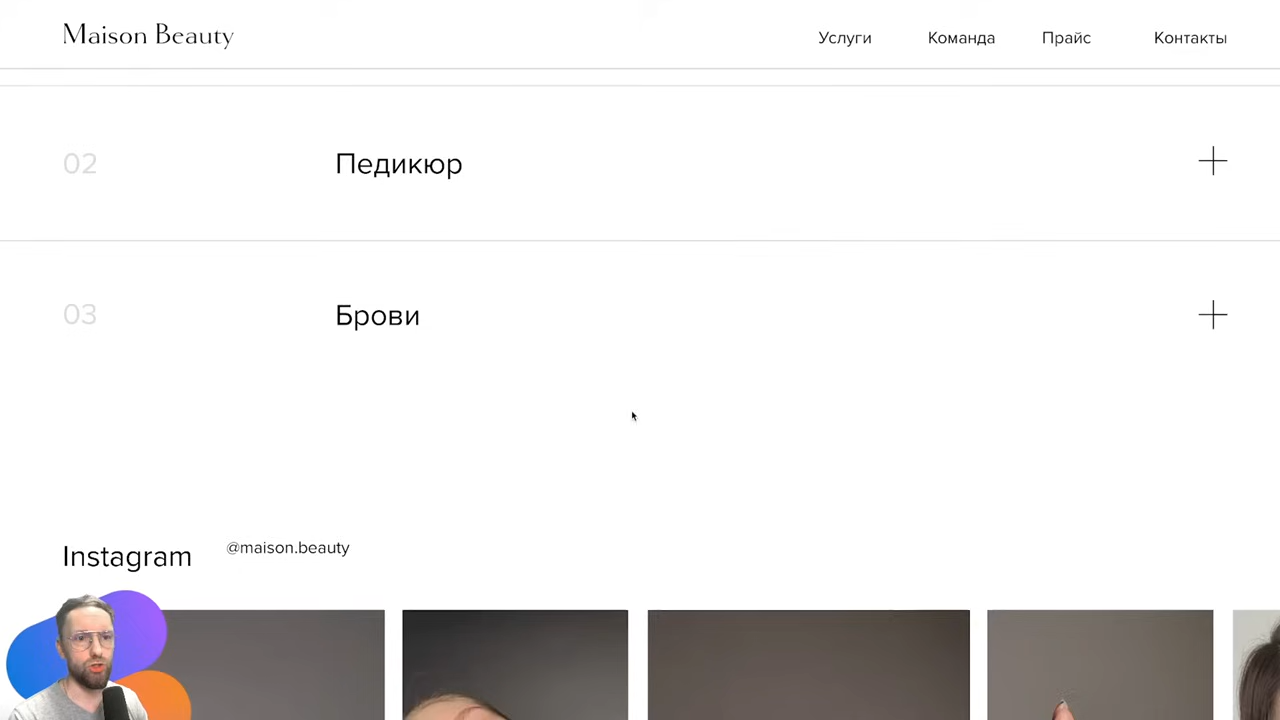 Maison Beauty
Услуги Команда Прайс Контакты
02 Педикюр
03 Брови
Instagram @maison.beauty